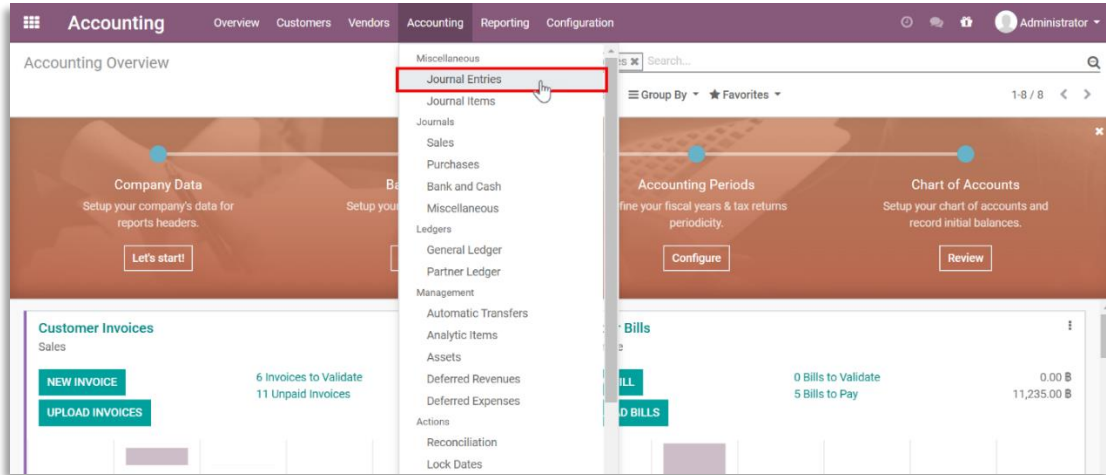 Accounting Overview Customers Vendors Accounting Reporting Configuration Administrator
Accounting Overview
Search...
Group By Favorites 1-8 / 8
Miscellaneous
Journal Entries
Journal Items
Journals
Sales
Purchases
Bank and Cash
Miscellaneous
Ledgers
General Ledger
Partner Ledger
Management
Automatic Transfers
Analytic Items
Assets
Deferred Revenues
Deferred Expenses
Actions
Reconciliation
Lock Dates
Company Data
Setup your company's data for
reports headers.
Let's start!
Setup your
Accounting Periods
fine your fiscal years & tax returns
periodicity.
Configure
Chart of Accounts
Setup your chart of accounts and
record initial balances.
Review
Customer Invoices
Sales
NEW INVOICE
UPLOAD INVOICES
6 Invoices to Validate
11 Unpaid Invoices
Bills
BILLS
0 Bills to Validate 0.00 ฿
5 Bills to Pay 11,235.00 ฿